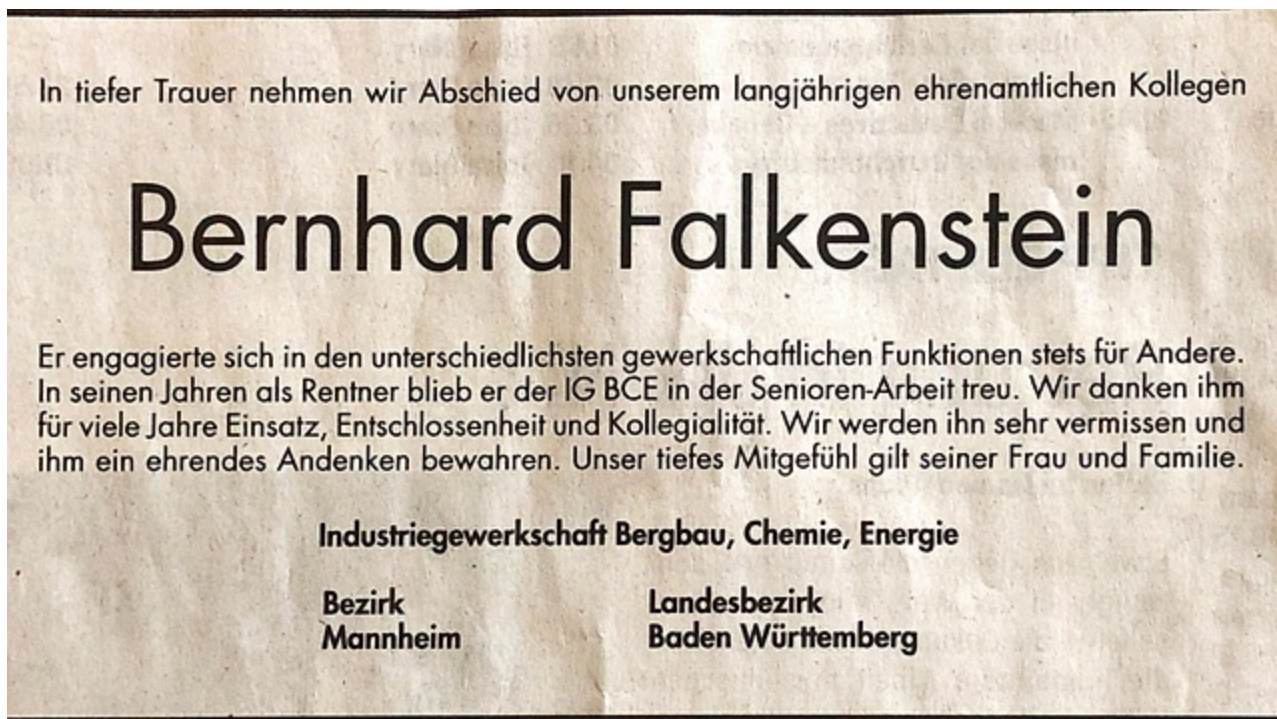 In tiefer Trauer nehmen wir Abschied von unserem langjährigen ehrenamtlichen Kollegen
Bernhard Falkenstein
Er engagierte sich in den unterschiedlichsten gewerkschaftlichen Funktionen stets für Andere.
In seinen Jahren als Rentner blieb er der IG BCE in der Senioren-Arbeit treu. Wir danken ihm
für viele Jahre Einsatz, Entschlossenheit und Kollegialität. Wir werden ihn sehr vermissen und
ihm ein ehrendes Andenken bewahren. Unser tiefes Mitgefühl gilt seiner Frau und Familie.
Industriegewerkschaft Bergbau, Chemie, Energie
Bezirk
Mannheim
Landesbezirk
Baden Württemberg